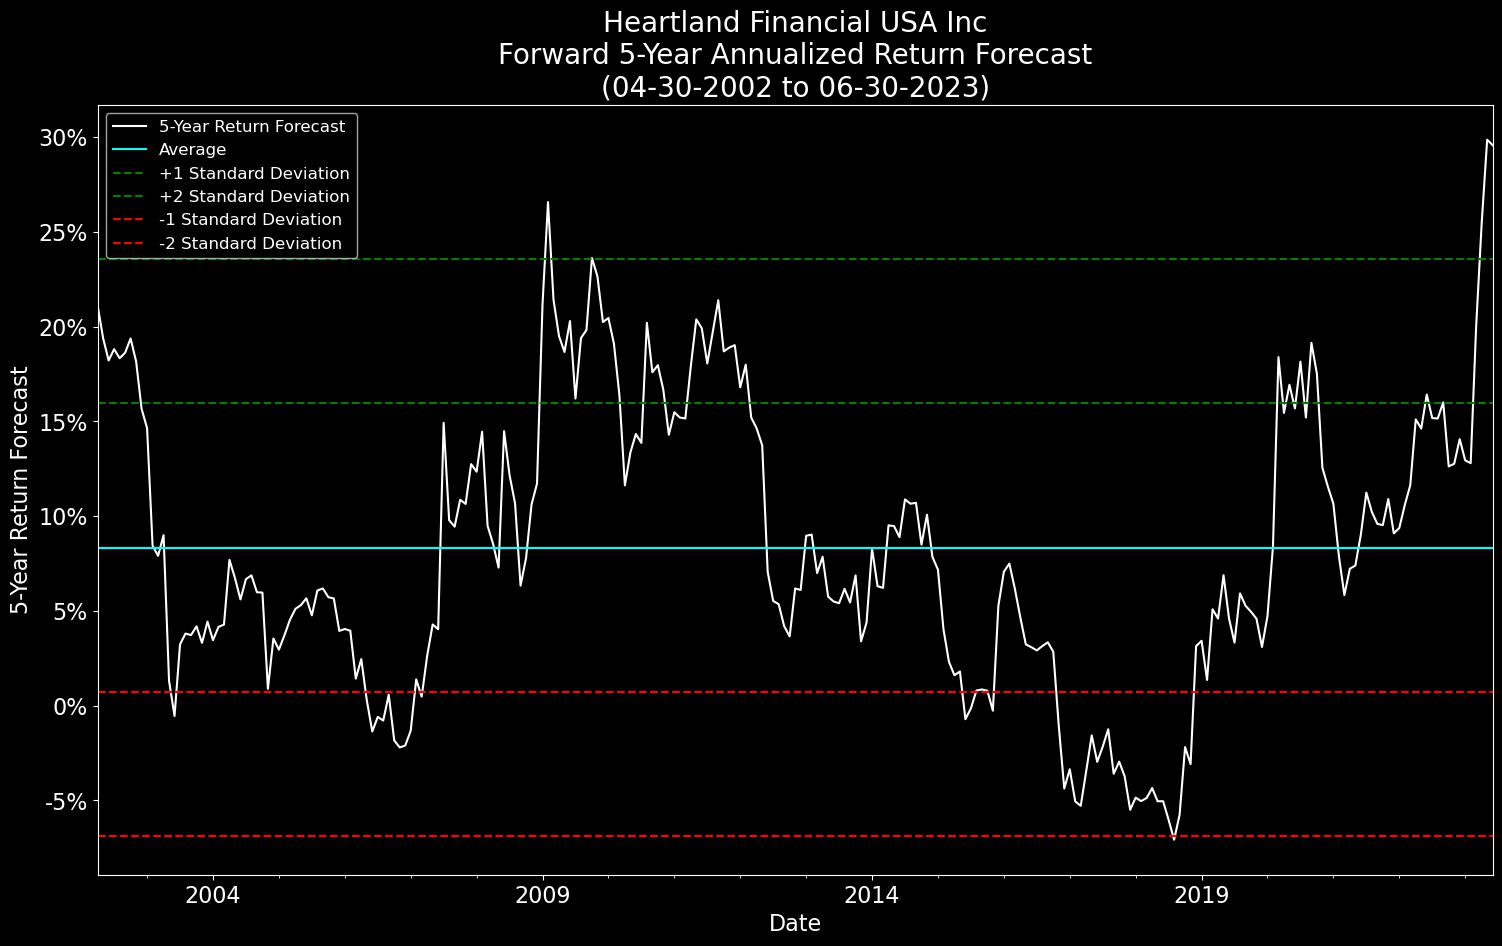 Heartland Financial USA Inc
Forward 5-Year Annualized Return Forecast
(04-30-2002 to 06-30-2023)
5-Year Return Forecast
Average
+1 Standard Deviation
+2 Standard Deviation
-1 Standard Deviation
-2 Standard Deviation
30%
25%
20%
15%
10%
5%
0%
-5%
5-Year Return Forecast
2004
2009
2014
2019
Date